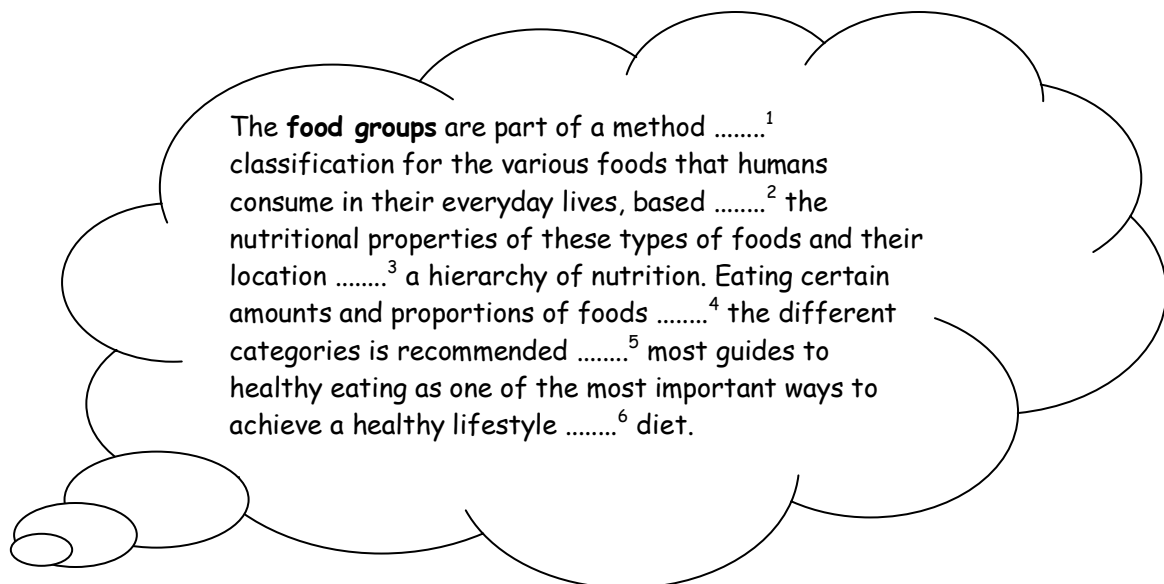 The food groups are part of a method ........¹
classification for the various foods that humans
consume in their everyday lives, based ........² the
nutritional properties of these types of foods and their
location ........³ a hierarchy of nutrition. Eating certain
amounts and proportions of foods ........⁴ the different
categories is recommended ........⁵ most guides to
healthy eating as one of the most important ways to
achieve a healthy lifestyle ........⁶ diet.